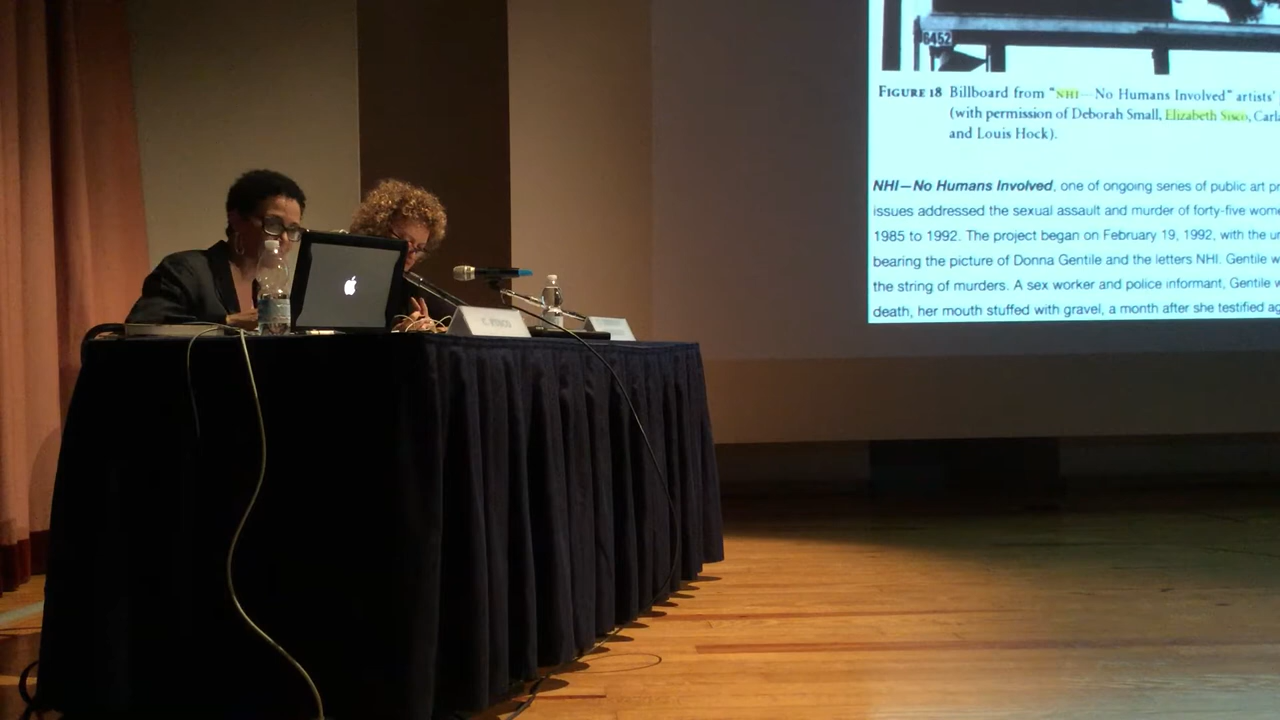 6452
FIGURE 18 Billboard from "NHI—No Humans Involved" artists'
(with permission of Deborah Small, Elizabeth Sisco, Carla
and Louis Hock).
NHI—No Humans Involved, one of ongoing series of public art
issues addressed the sexual assault and murder of forty-five
1985 to 1992. The project began on February 19, 1992, with the
bearing the picture of Donna Gentile and the letters NHI. Gentile
the string of murders. A sex worker and police informant, Gentile
death, her mouth stuffed with gravel, a month after she testified